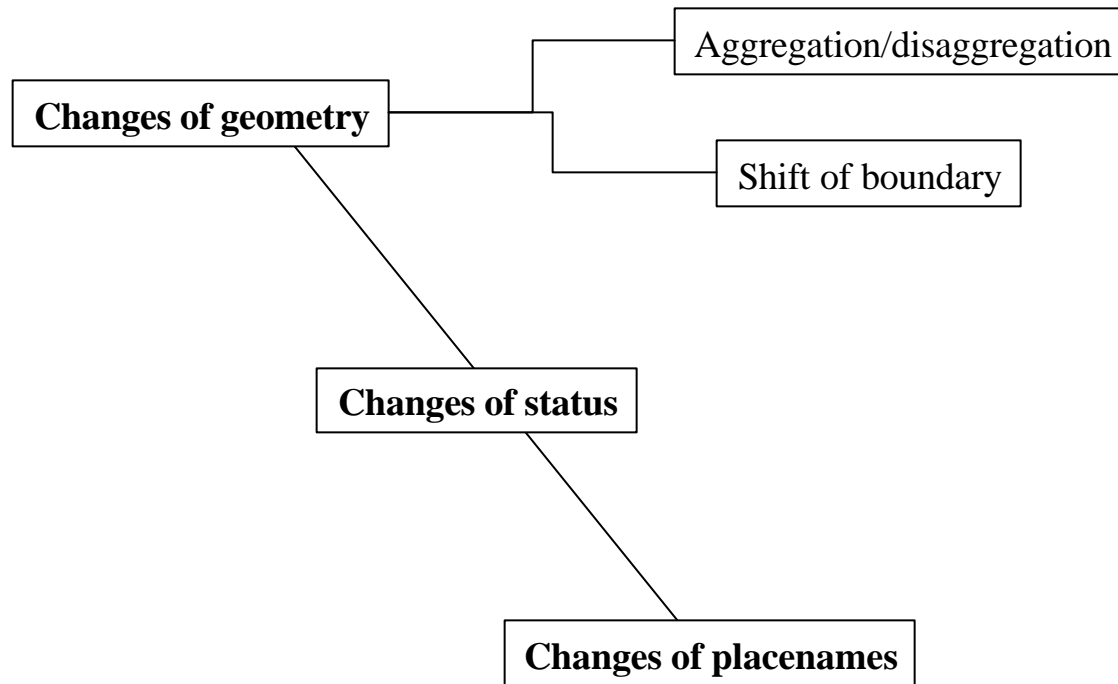 Aggregation/disaggregation
Changes of geometry
Shift of boundary
Changes of status
Changes of placenames